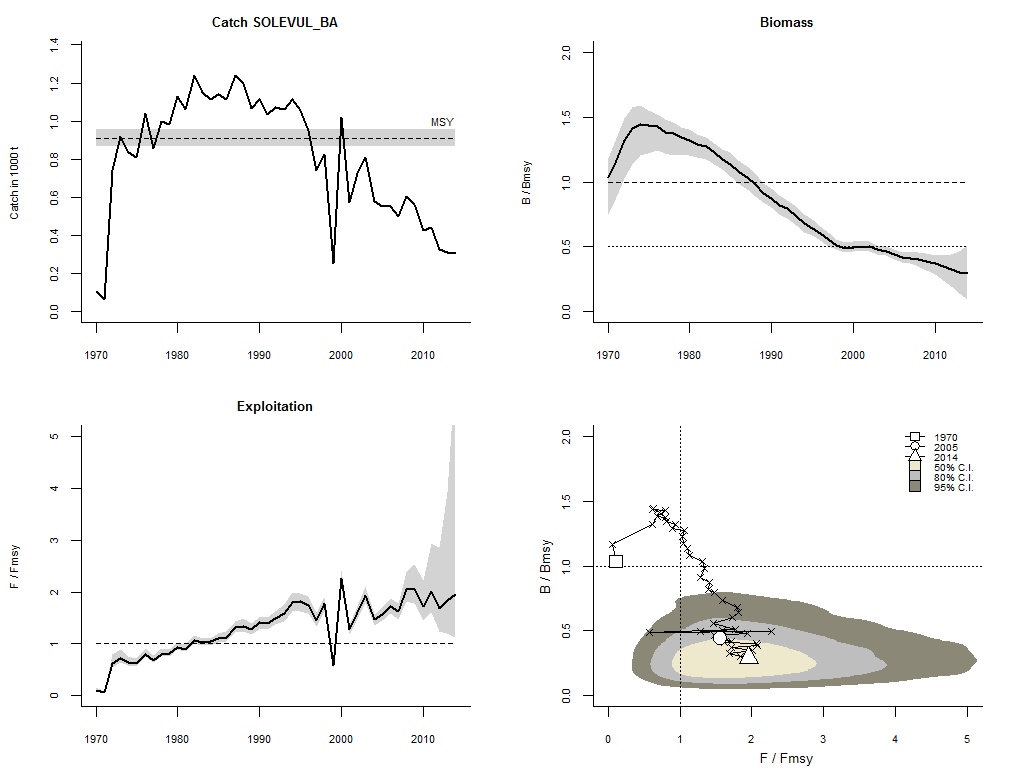 Catch SOLEVUL_BA
Catch in 1000 t
1.4
1.2
1.0
0.8
0.6
0.4
0.2
0.0
MSY
1970 1980 1990 2000 2010
Biomass
B / Bmsy
2.0
1.5
1.0
0.5
0.0
1970 1980 1990 2000 2010
Exploitation
F / Fmsy
5
4
3
2
1
0
1970 1980 1990 2000 2010
B / Bmsy
2.0
1.5
1.0
0.5
0.0
1970
2005
2014
50% C.I.
80% C.I.
95% C.I.
0 1 2 3 4 5
F / Fmsy